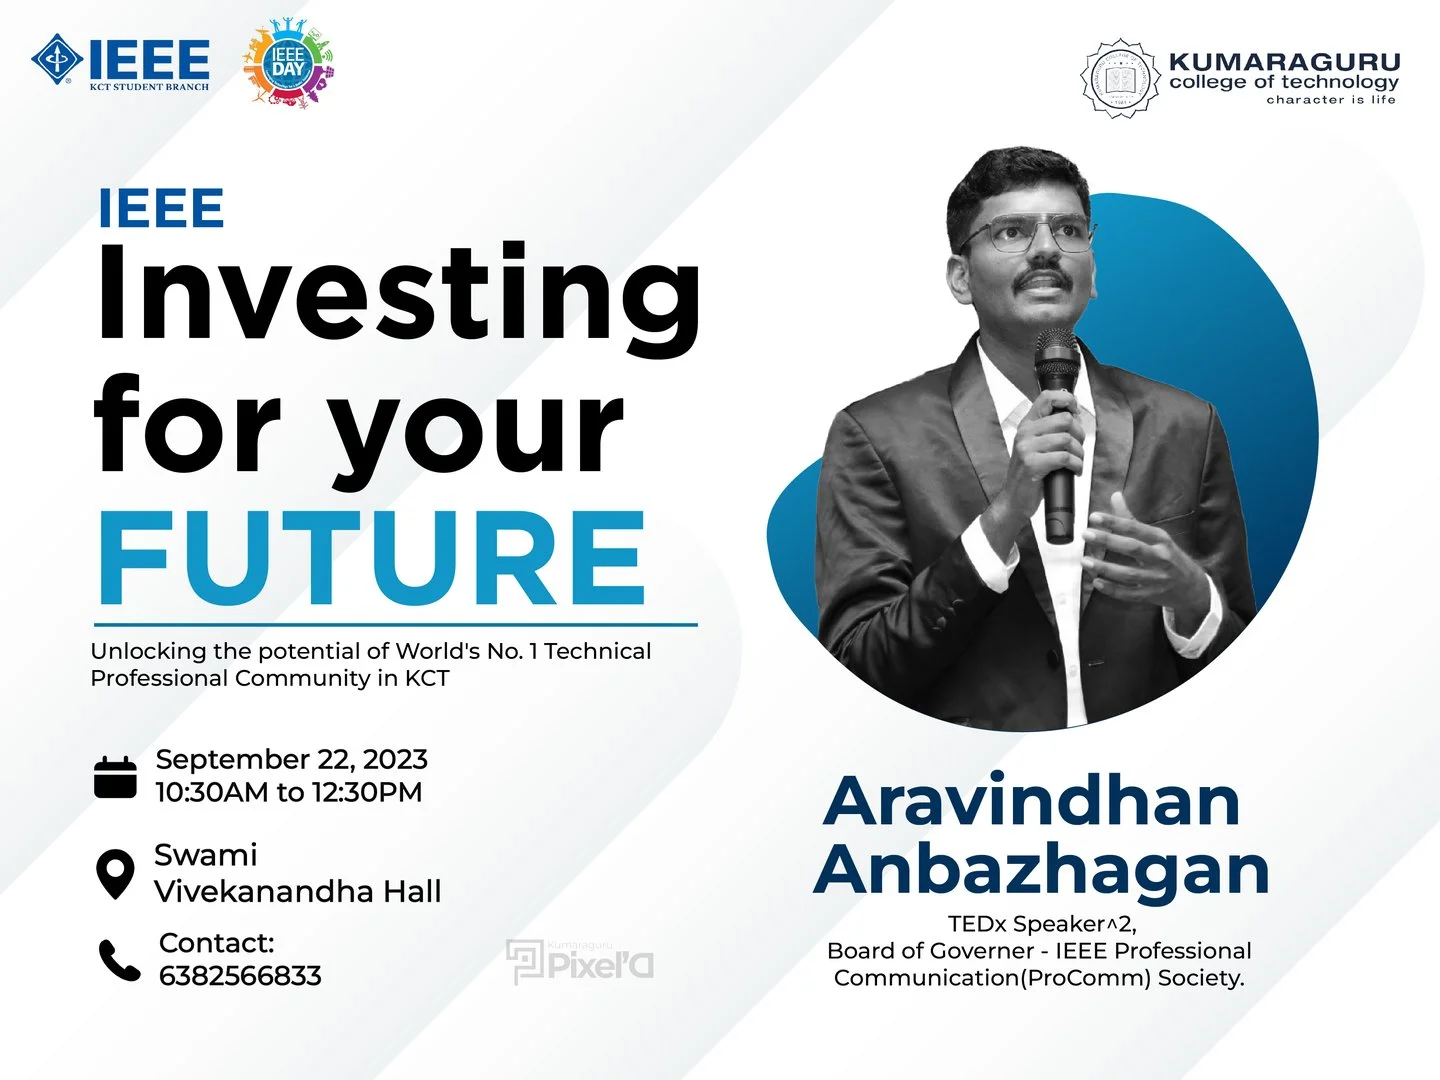 IEEE
KCT STUDENT BRANCH
IEEE
DAY
KUMARAGURU
college of technology
character is life
IEEE
Investing
for your
FUTURE
Unlocking the potential of World's No. 1 Technical
Professional Community in KCT
September 22, 2023
10:30AM to 12:30PM
Swami
Vivekanandha Hall
Contact:
6382566833
Kumaraguru
Pixel'D
Aravindhan
Anbazhagan
TEDx Speaker^2,
Board of Governer - IEEE Professional
Communication(ProComm) Society.